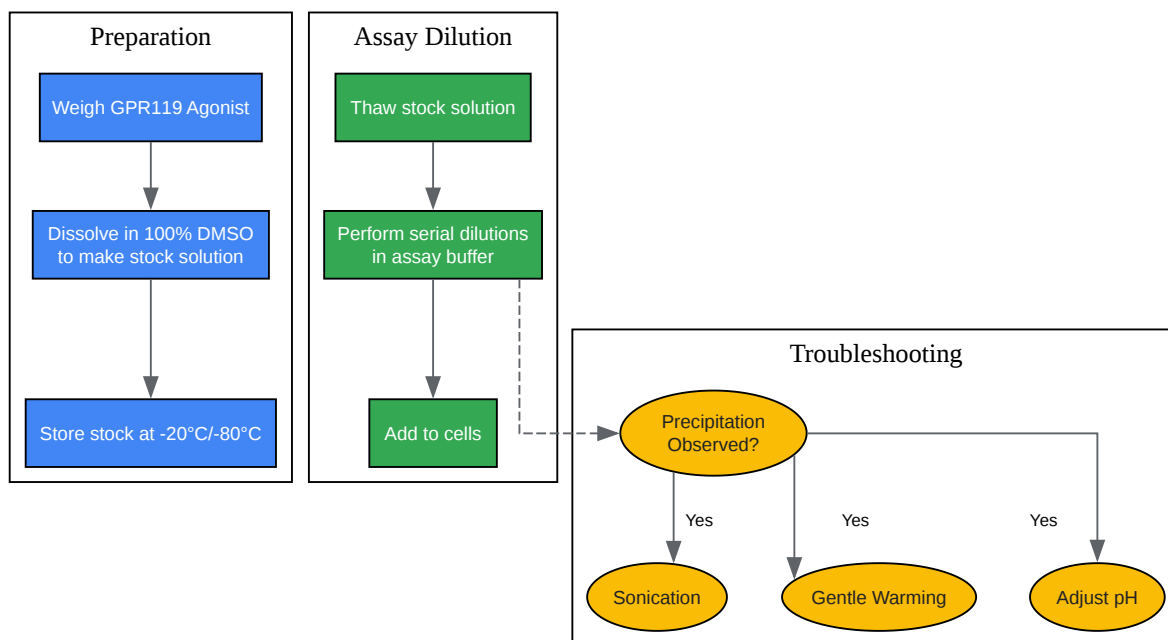 Preparation
Weigh GPR119 Agonist
Dissolve in 100% DMSO
to make stock solution
Store stock at -20°C/-80°C
Assay Dilution
Thaw stock solution
Perform serial dilutions
in assay buffer
Add to cells
Troubleshooting
Precipitation
Observed?
Yes
Yes
Yes
Sonication
Gentle Warming
Adjust pH